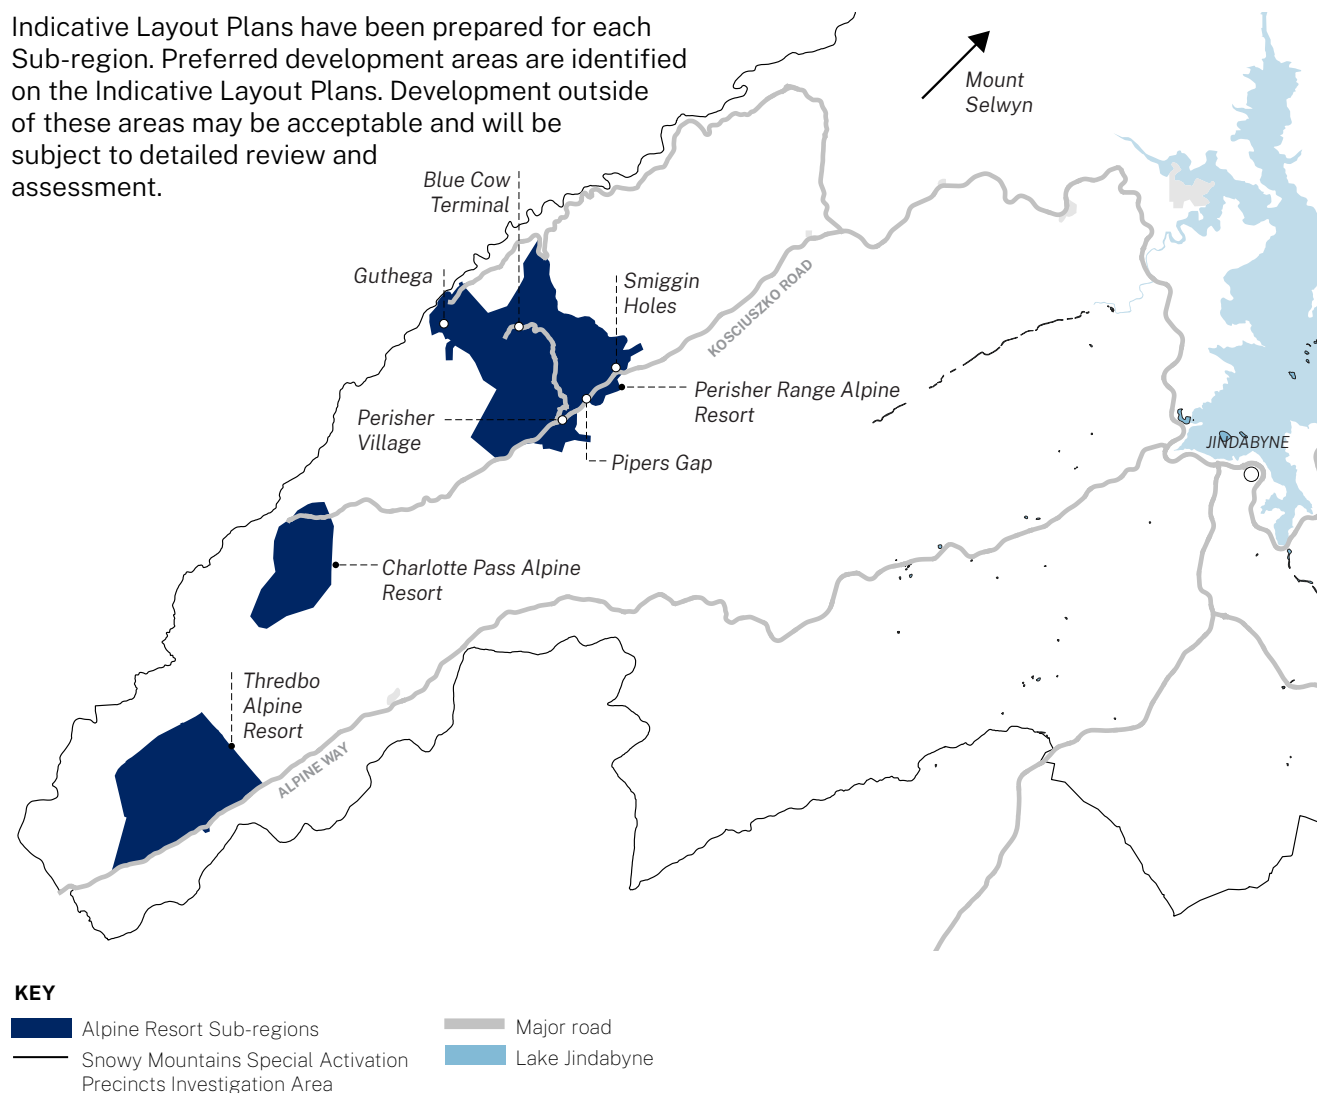 Indicative Layout Plans have been prepared for each
Sub-region. Preferred development areas are identified
on the Indicative Layout Plans. Development outside
of these areas may be acceptable and will be
subject to detailed review and
assessment.
Mount
Selwyn
Blue Cow
Terminal
Guthega
Smiggin
Holes
KOSCIUSZKO ROAD
Perisher Range Alpine
Resort
Perisher
Village
Pipers Gap
JINDABYNE
Charlotte Pass Alpine
Resort
Thredbo
Alpine
Resort
ALPINE WAY
KEY
Alpine Resort Sub-regions
Snowy Mountains Special Activation
Precincts Investigation Area
Major road
Lake Jindabyne